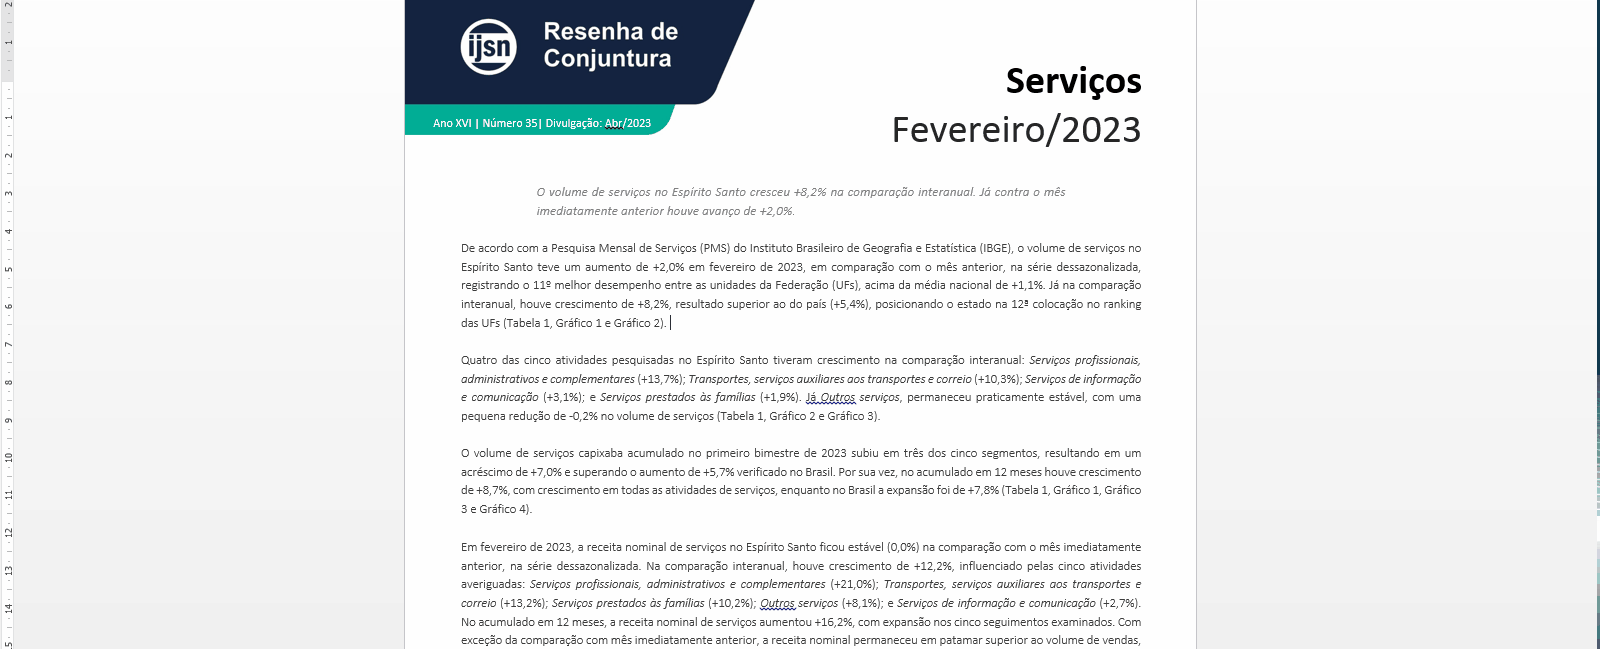 ijsn
Resenha de
Conjuntura
Serviços
Ano XVI | Número 35| Divulgação: Abr/2023
Fevereiro/2023
O volume de serviços no Espírito Santo cresceu +8,2% na comparação interanual. Já contra o mês
imediatamente anterior houve avanço de +2,0%.
De acordo com a Pesquisa Mensal de Serviços (PMS) do Instituto Brasileiro de Geografia e Estatística (IBGE), o volume de serviços no
Espírito Santo teve um aumento de +2,0% em fevereiro de 2023, em comparação com o mês anterior, na série dessazonalizada,
registrando o 11º melhor desempenho entre as unidades da Federação (UFs), acima da média nacional de +1,1%. Já na comparação
interanual, houve crescimento de +8,2%, resultado superior ao do país (+5,4%), posicionando o estado na 12ª colocação no ranking
das UFs (Tabela 1, Gráfico 1 e Gráfico 2).
Quatro das cinco atividades pesquisadas no Espírito Santo tiveram crescimento na comparação interanual: Serviços profissionais,
administrativos e complementares (+13,7%); Transportes, serviços auxiliares aos transportes e correio (+10,3%); Serviços de informação
e comunicação (+3,1%); e Serviços prestados às famílias (+1,9%). Já Outros serviços, permaneceu praticamente estável, com uma
pequena redução de -0,2% no volume de serviços (Tabela 1, Gráfico 2 e Gráfico 3).
O volume de serviços capixaba acumulado no primeiro bimestre de 2023 subiu em três dos cinco segmentos, resultando em um
acréscimo de +7,0% e superando o aumento de +5,7% verificado no Brasil. Por sua vez, no acumulado em 12 meses houve crescimento
de +8,7%, com crescimento em todas as atividades de serviços, enquanto no Brasil a expansão foi de +7,8% (Tabela 1, Gráfico 1, Gráfico
3 e Gráfico 4).
Em fevereiro de 2023, a receita nominal de serviços no Espírito Santo ficou estável (0,0%) na comparação com o mês imediatamente
anterior, na série dessazonalizada. Na comparação interanual, houve crescimento de +12,2%, influenciado pelas cinco atividades
averiguadas: Serviços profissionais, administrativos e complementares (+21,0%); Transportes, serviços auxiliares aos transportes e
correio (+13,2%); Serviços prestados às famílias (+10,2%); Outros serviços (+8,1%); e Serviços de informação e comunicação (+2,7%).
No acumulado em 12 meses, a receita nominal de serviços aumentou +16,2%, com expansão nos cinco seguimentos examinados. Com
exceção da comparação com mês imediatamente anterior, a receita nominal permaneceu em patamar superior ao volume de vendas,